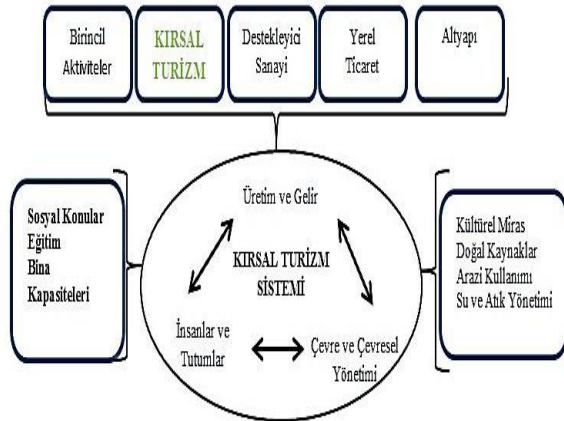 Birincil
Aktiviteler
KIRSAL
TURİZM
Destekleyici
Sanayi
Yerel
Ticaret
Altyapı
Sosyal Konular
Eğitim
Bina
Kapasiteleri
Üretim ve Gelir
KIRSAL TURİZM
SİSTEMİ
İnsanlar ve
Tutumlar
Çevre ve Çevresel
Yönetimi
Kültürel Miras
Doğal Kaynaklar
Arazi Kullanımı
Su ve Atık Yönetimi